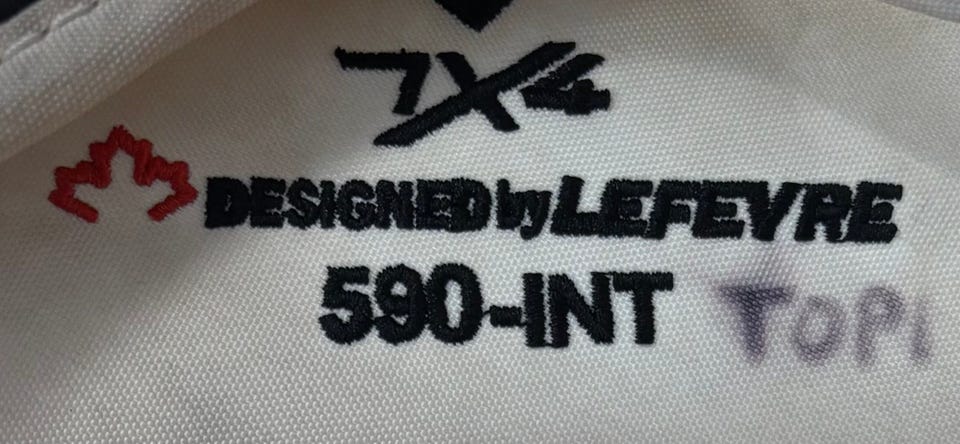 7X4
DESIGNED by LEFEVRE
590-INT TOPI